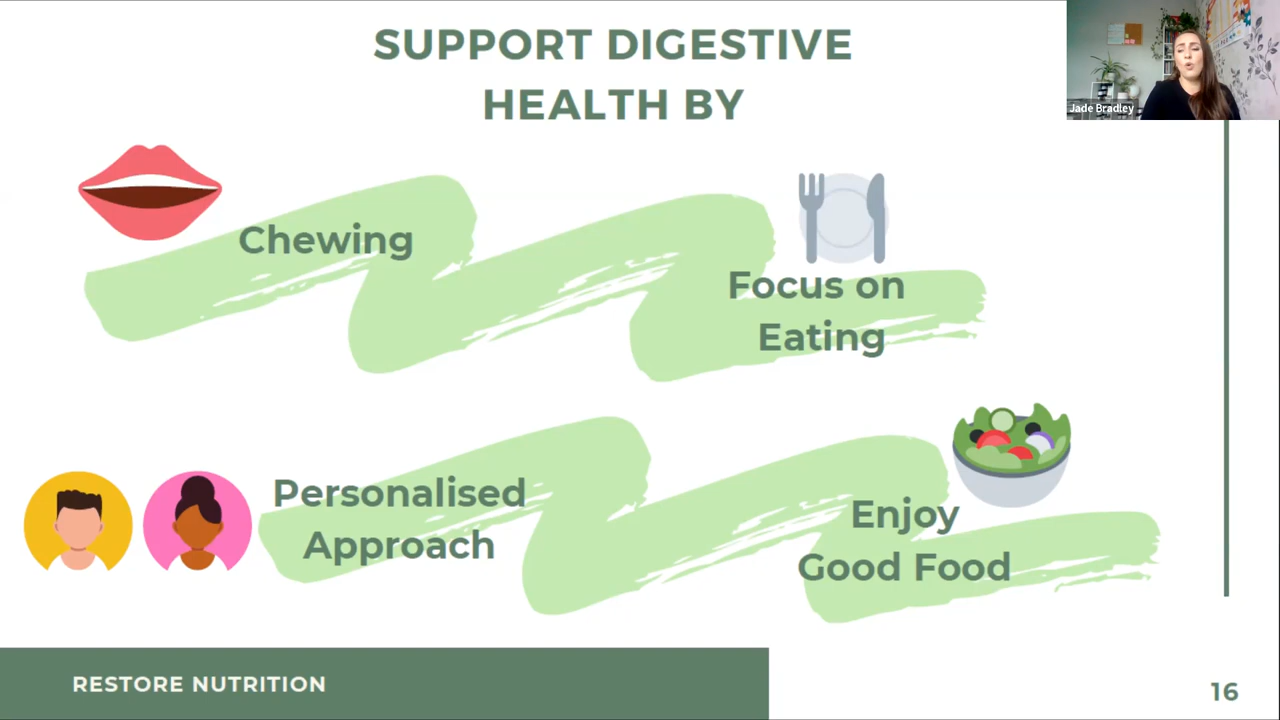 SUPPORT DIGESTIVE
HEALTH BY
Jade Bradley
Chewing
Focus on
Eating
Personalised
Approach
Enjoy
Good Food
RESTORE NUTRITION
16